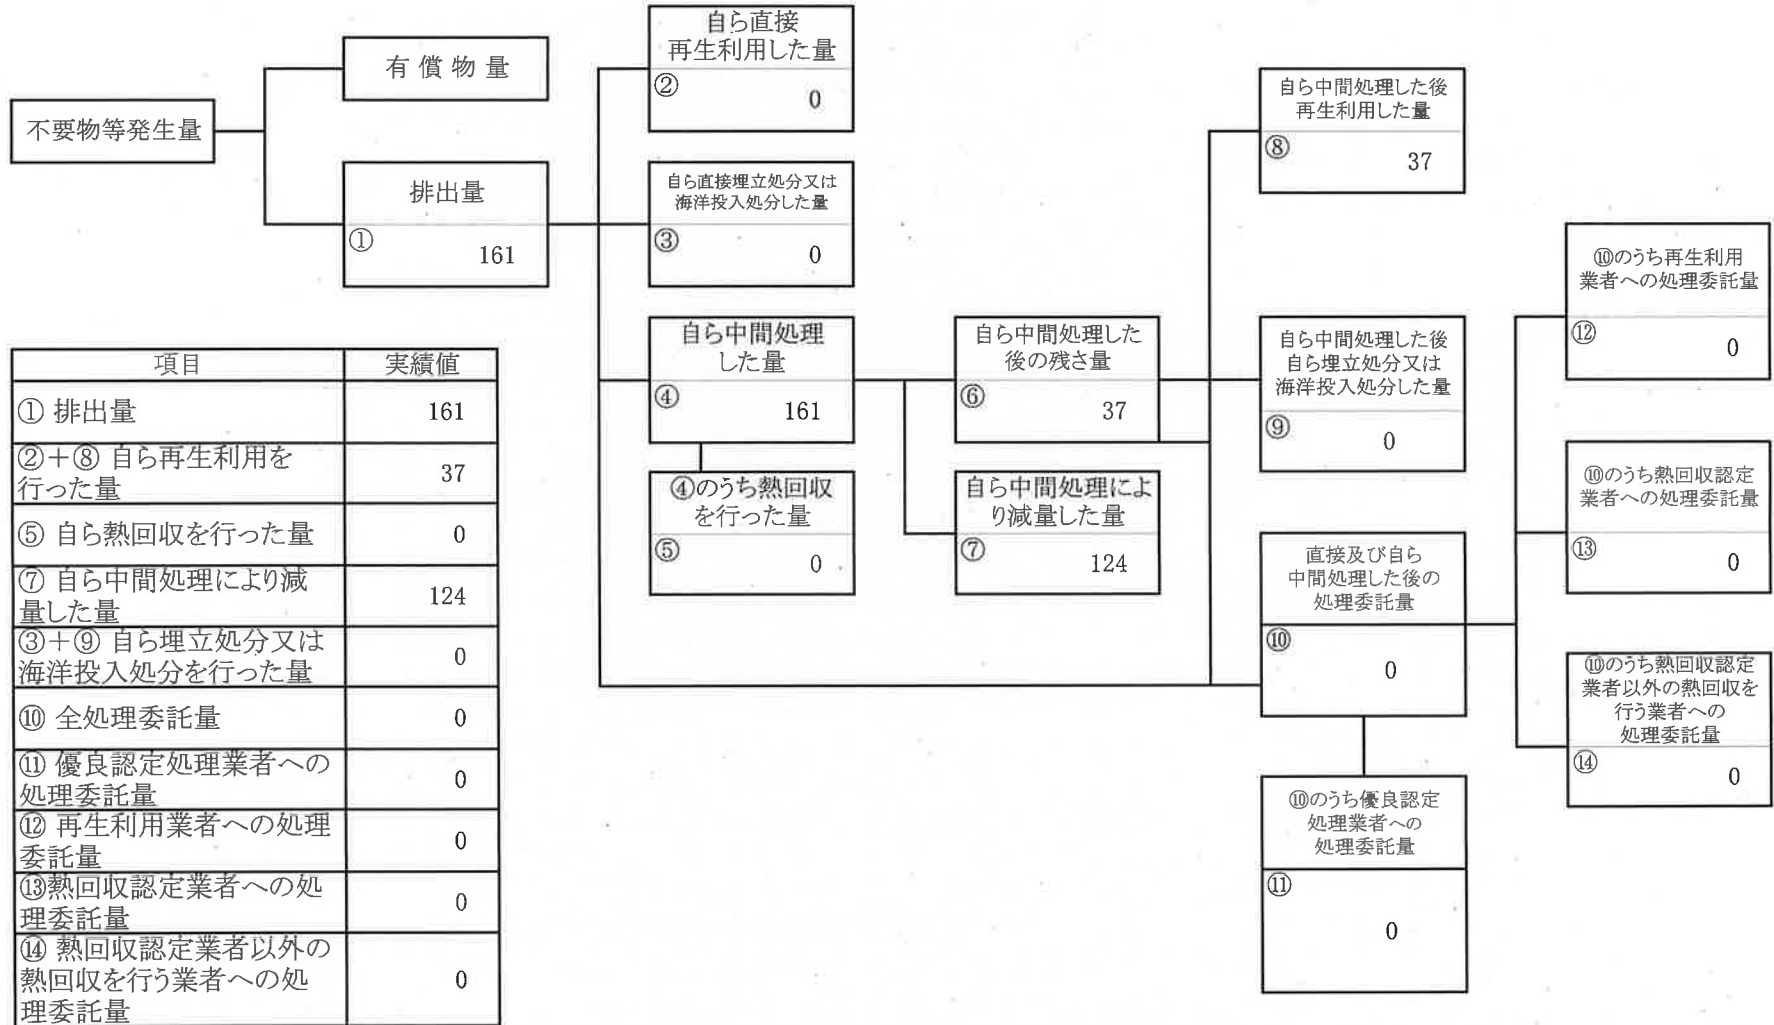 不要物等発生量
有償物量
排出量
①
161
自ら直接
再生利用した量
②
0
自ら直接埋立処分又は
海洋投入処分した量
③
0
自ら中間処理
した量
④
161
④のうち熱回収
を行った量
⑤
0
自ら中間処理した
後の残さ量
⑥
37
自ら中間処理によ
り減量した量
⑦
124
自ら中間処理した後
再生利用した量
⑧
37
自ら中間処理した後
自ら埋立処分又は
海洋投入処分した量
⑨
0
直接及び自ら
中間処理した後の
処理委託量
⑩
0
⑩のうち優良認定
処理業者への
処理委託量
⑪
0
⑩のうち再生利用
業者への処理委託量
⑫
0
⑩のうち熱回収認定
業者への処理委託量
⑬
0
⑩のうち熱回収認定
業者以外の熱回収を
行う業者への
処理委託量
⑭
0
項目 実績値
① 排出量 161
②+⑧ 自ら再生利用を
行った量 37
⑤ 自ら熱回収を行った量 0
⑦ 自ら中間処理により減
量した量 124
③+⑨ 自ら埋立処分又は
海洋投入処分を行った量 0
⑩ 全処理委託量 0
⑪ 優良認定処理業者への
処理委託量 0
⑫ 再生利用業者への処理
委託量 0
⑬熱回収認定業者への処
理委託量 0
⑭ 熱回収認定業者以外の
熱回収を行う業者への処
理委託量 0